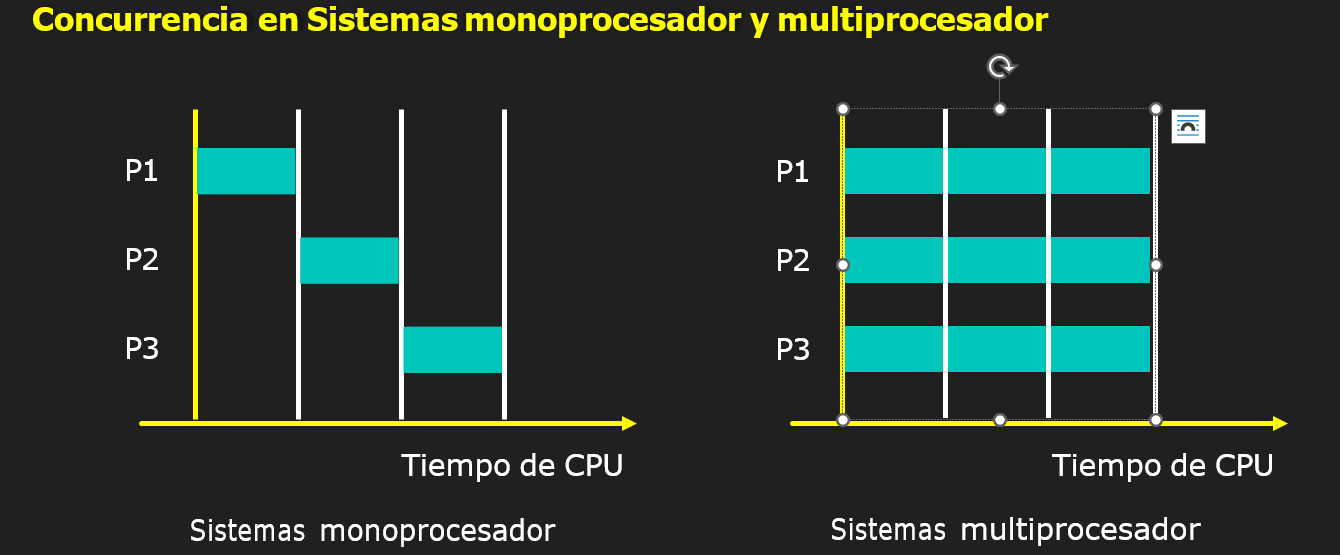 Concurrencia en Sistemas monoprocesador y multiprocesador
P1
P2
P3
Tiempo de CPU
Sistemas monoprocesador
P1
P2
P3
Tiempo de CPU
Sistemas multiprocesador